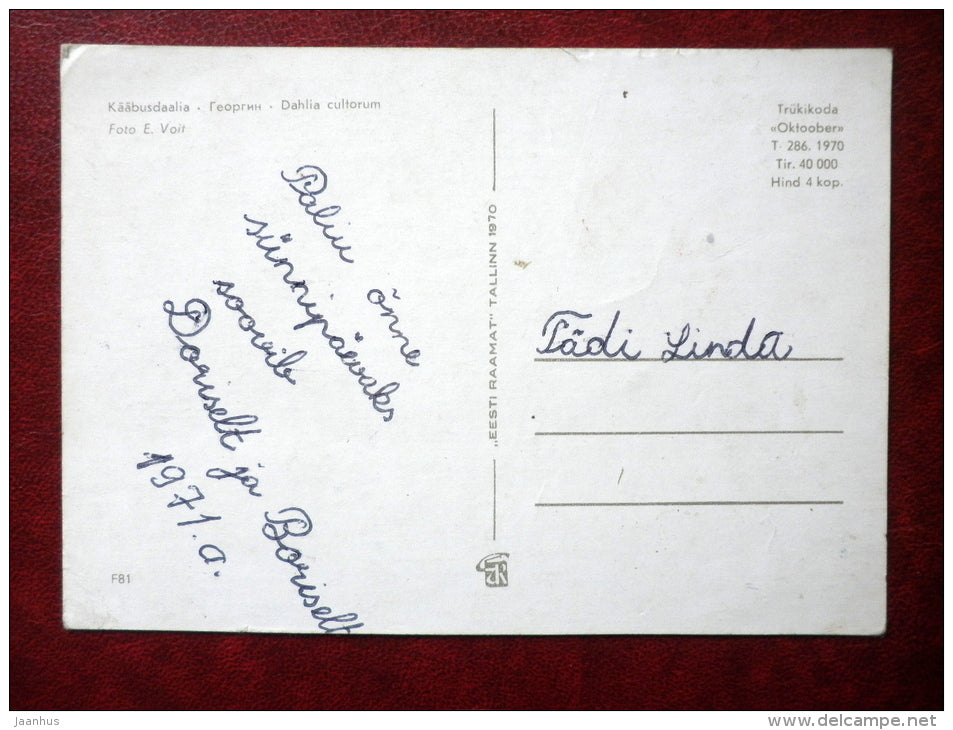 Kääbusdaalia · Георгин · Dahlia cultorum
Foto E. Voit
Palju õnne
sünnipäevaks
soovib
Doriselt ja Boriselt
1971.a.
F81
„EESTI RAAMAT" TALLINN 1970
Trükikoda
«Oktoober»
T. 286. 1970
Tir. 40 000
Hind 4 kop.
Tädi Linda
jaanhus
www.delcampe.net